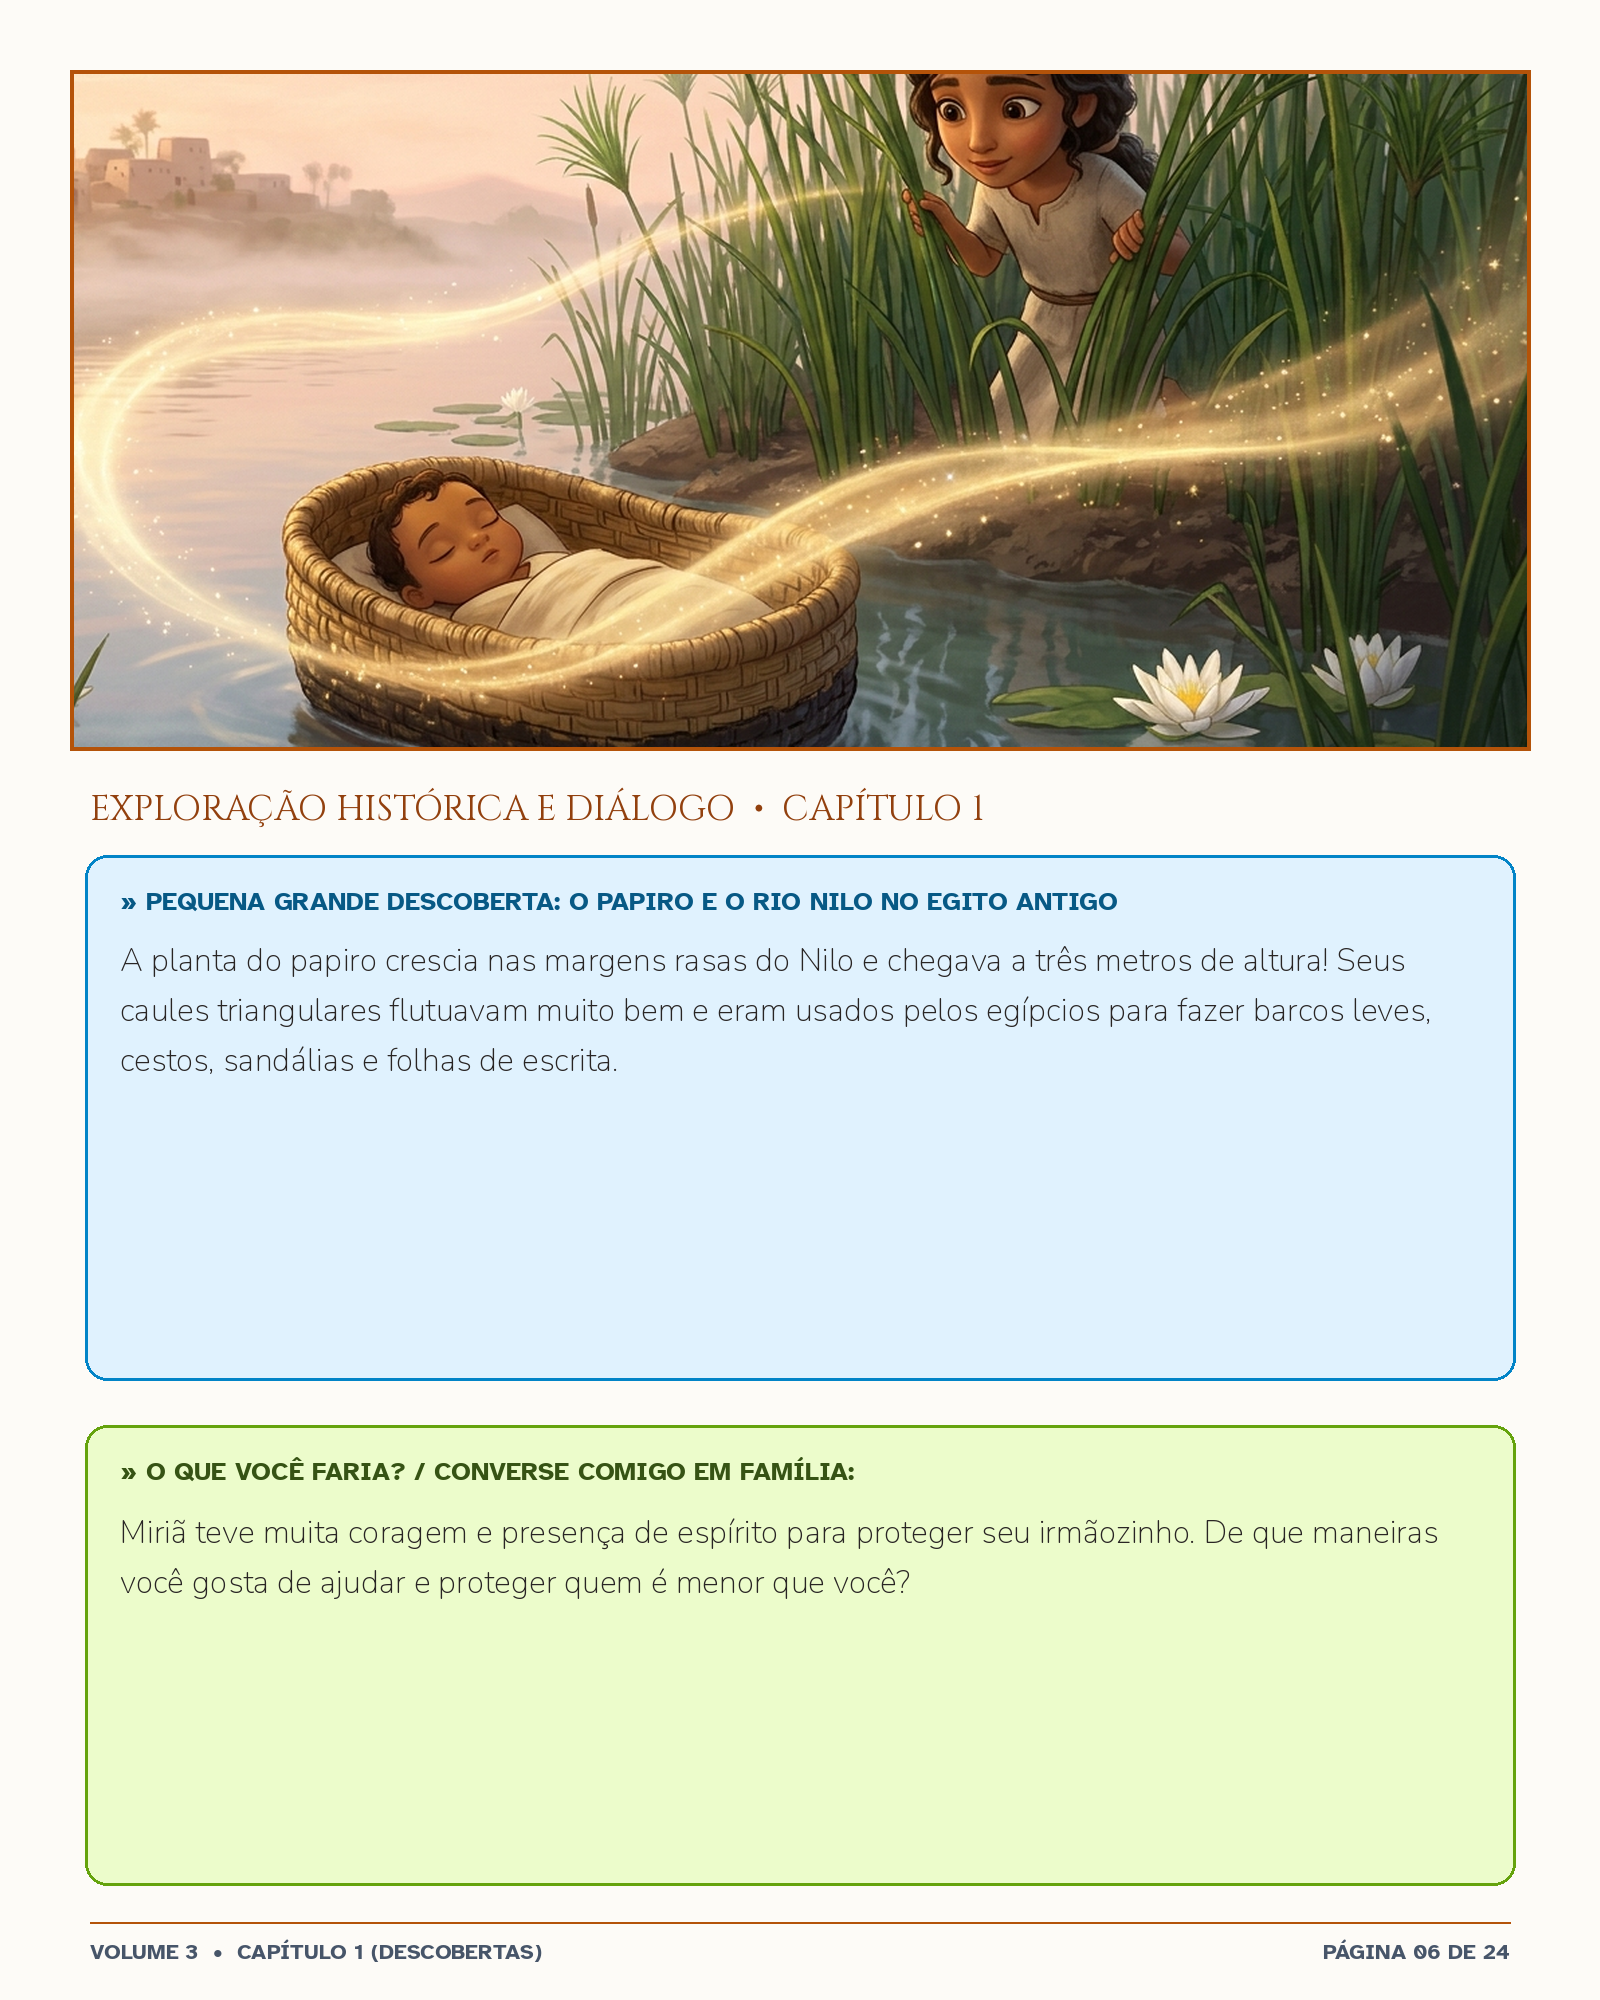 EXPLORAÇÃO HISTÓRICA E DIÁLOGO • CAPÍTULO 1
» PEQUENA GRANDE DESCOBERTA: O PAPIRO E O RIO NILO NO EGITO ANTIGO
A planta do papiro crescia nas margens rasas do Nilo e chegava a três metros de altura! Seus
caules triangulares flutuavam muito bem e eram usados pelos egípcios para fazer barcos leves,
cestos, sandálias e folhas de escrita.
» O QUE VOCÊ FARIA? / CONVERSE COMIGO EM FAMÍLIA:
Miriã teve muita coragem e presença de espírito para proteger seu irmãozinho. De que maneiras
você gosta de ajudar e proteger quem é menor que você?
VOLUME 3 • CAPÍTULO 1 (DESCOBERTAS)
PÁGINA 06 DE 24